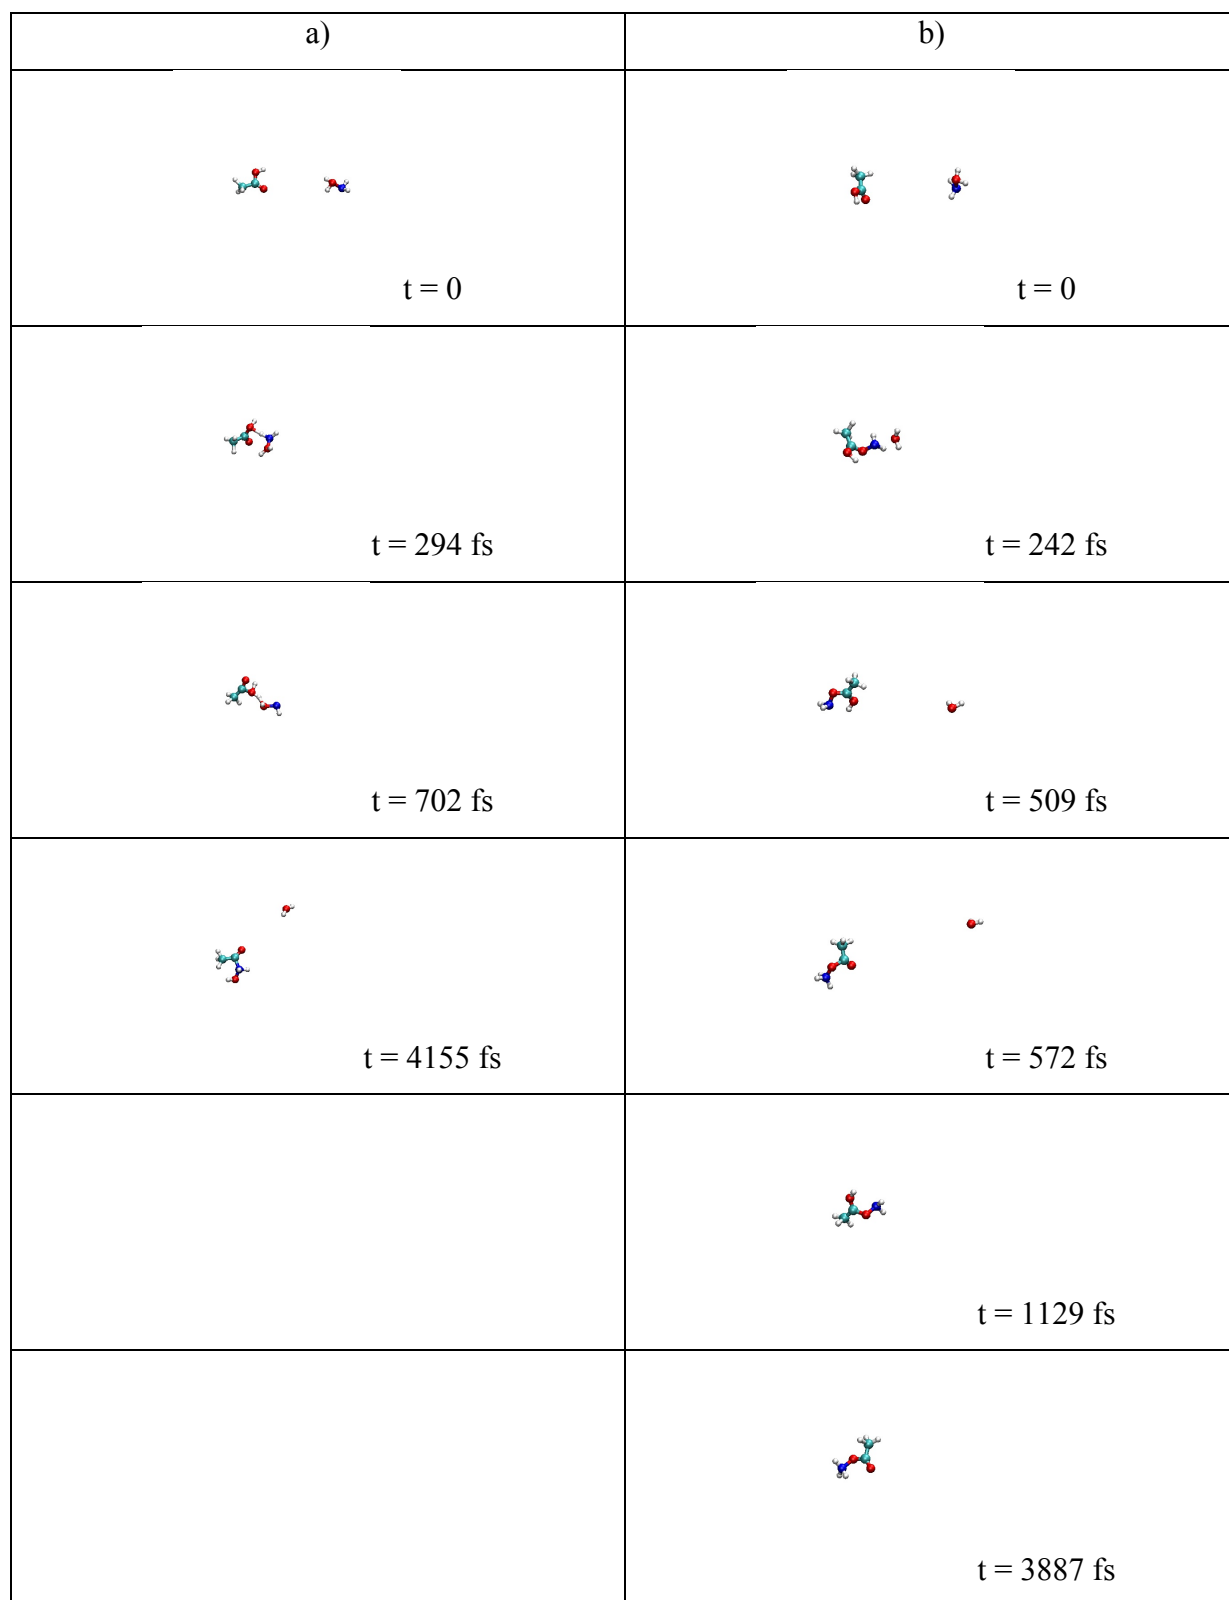 a) b)
t = 0 t = 0
t = 294 fs t = 242 fs
t = 702 fs t = 509 fs
t = 4155 fs t = 572 fs
t = 1129 fs
t = 3887 fs